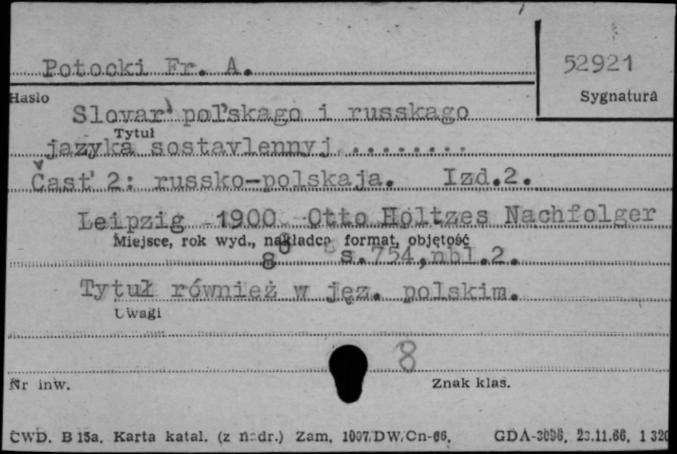 Potocki Fr. A.
52921
Hasło
Sygnatura
Slovar' pol'skago i russkago
Tytuł
jazyka sostavlennyj.........
Čast' 2: russko-polskaja. Izd.2.
Leipzig 1900 Otto Holtzes Nachfolger
Miejsce, rok wyd., nakładca format, objętość
8° s.754,nbl.2.
Tytuł również w jęz. polskim.
Uwagi
8
Nr inw.
Znak klas.
CWD. B 15a. Karta katal. (z nadr.) Zam. 1007/DW/Cn-66. GDA-3096, 23.11.66, 1 320